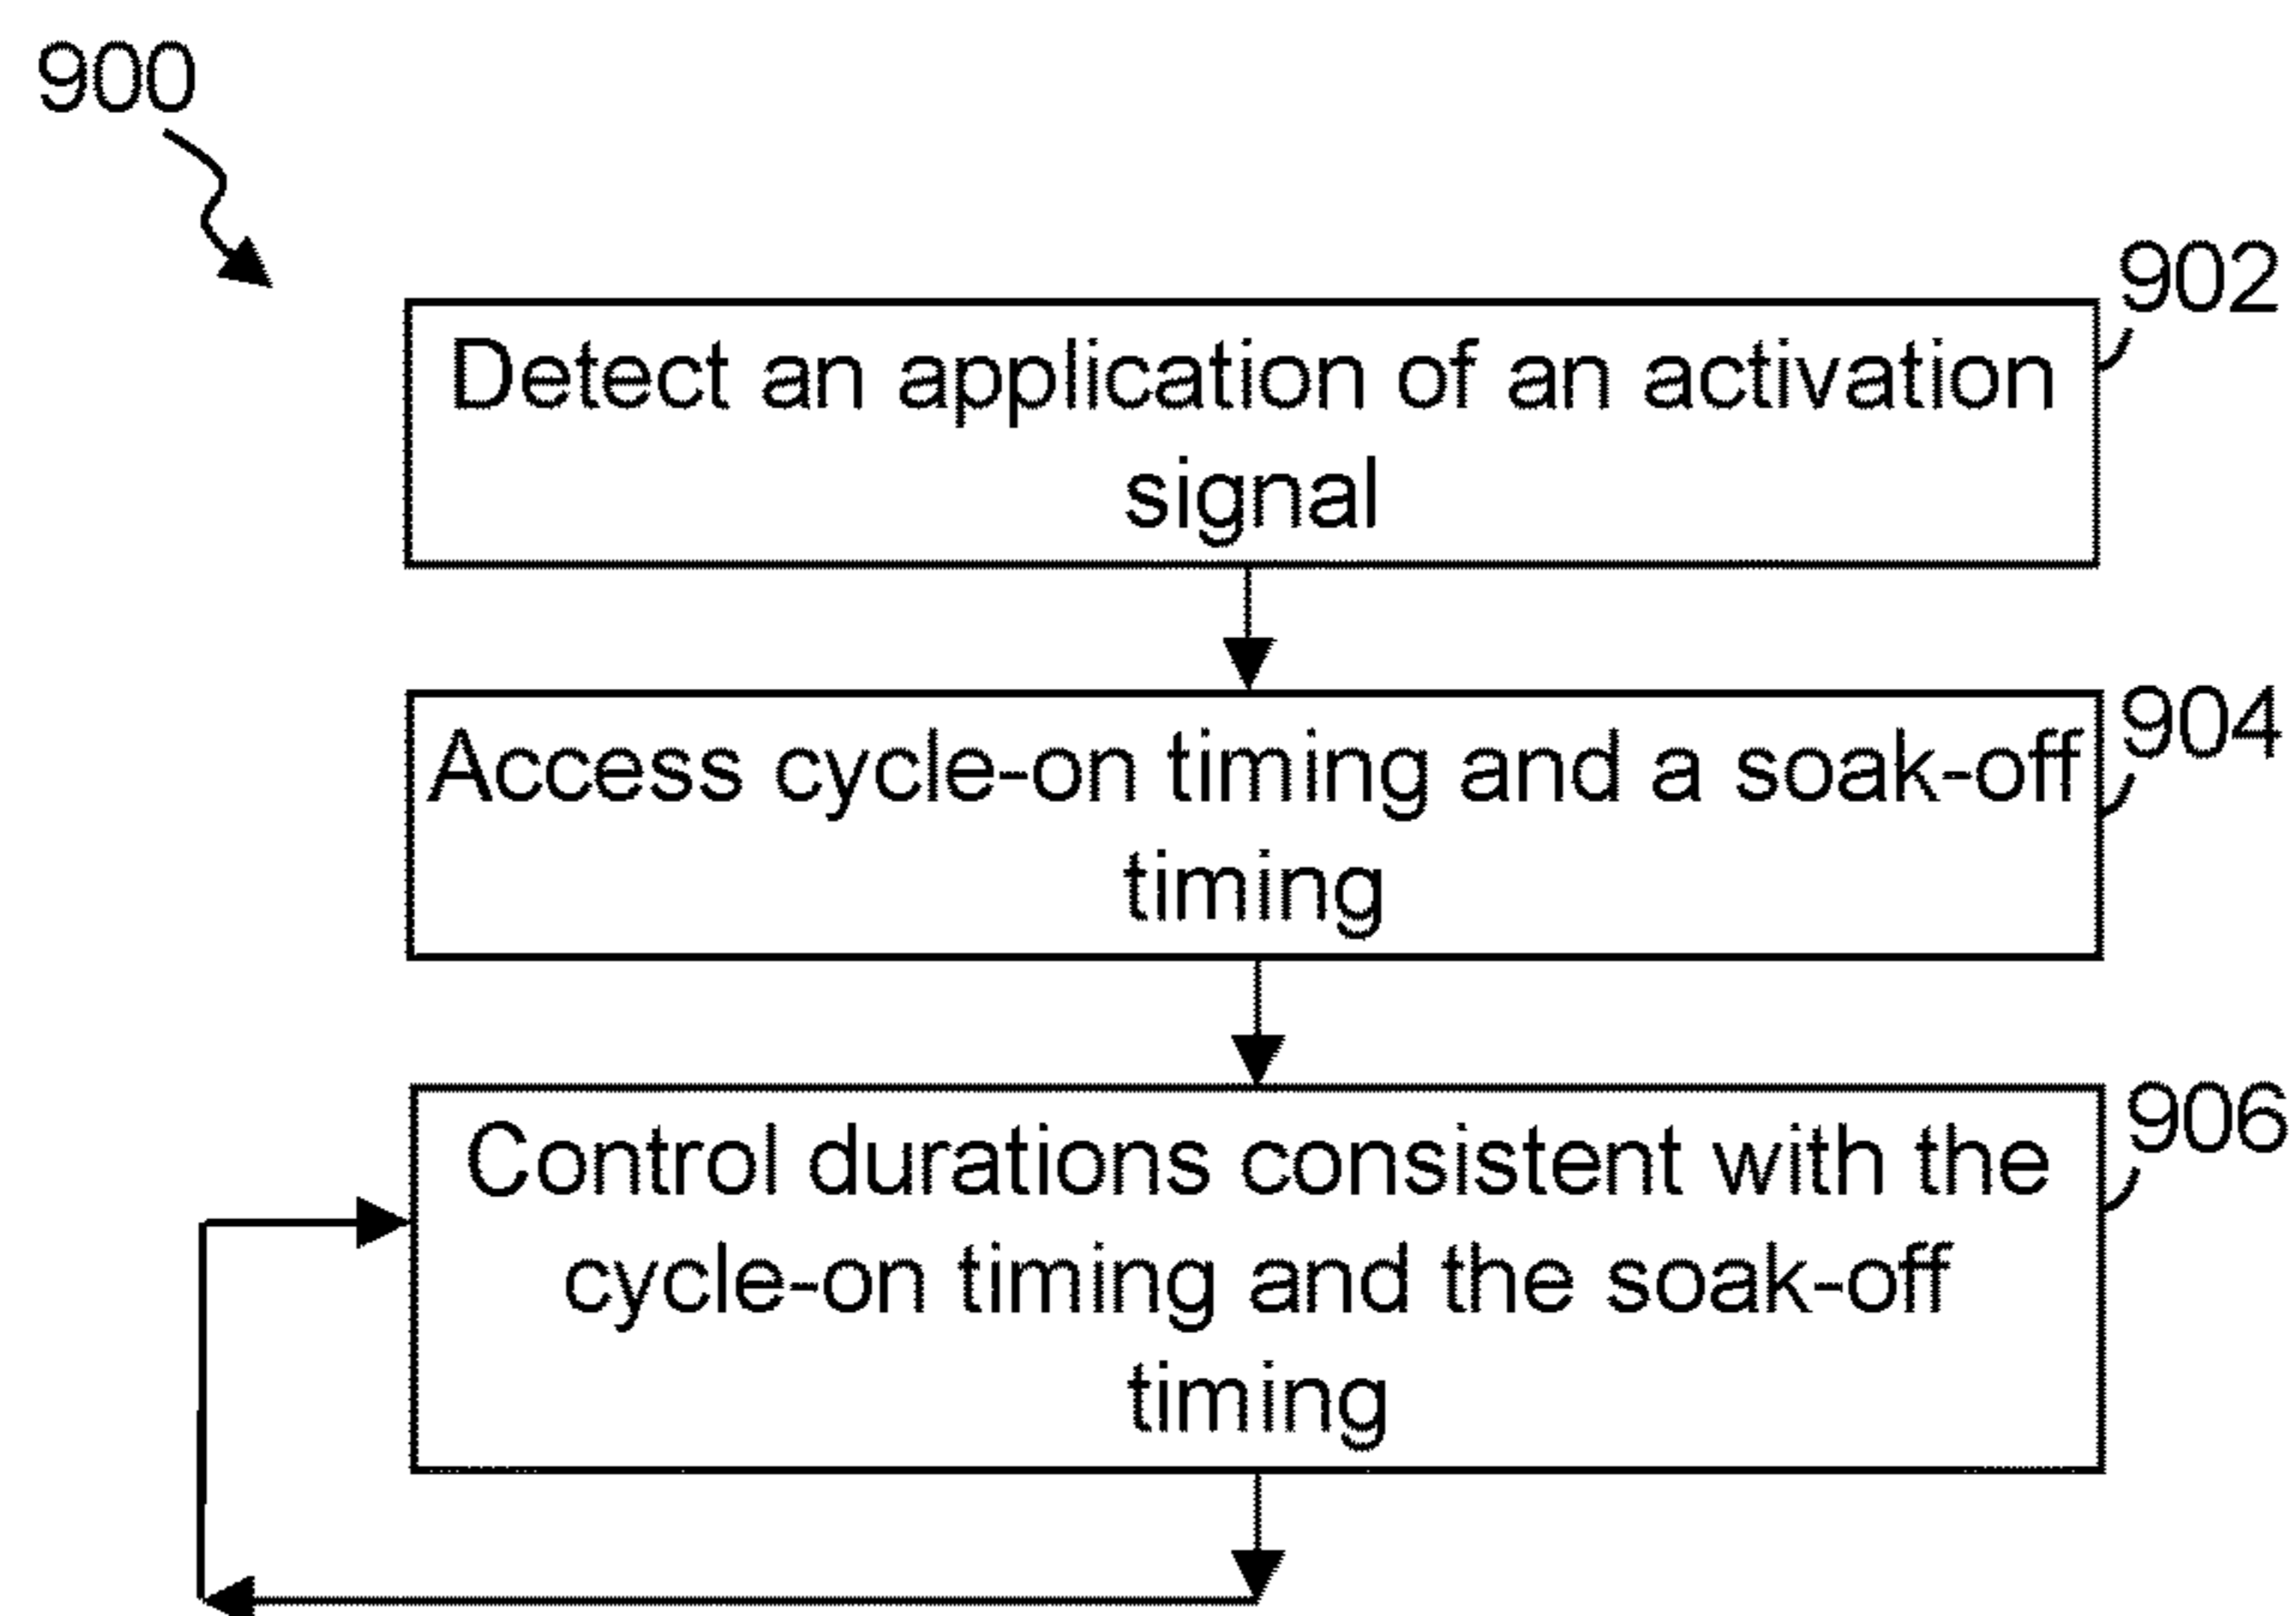 900
902
Detect an application of an activation
signal
904
Access cycle-on timing and a soak-off
timing
906
Control durations consistent with the
cycle-on timing and the soak-off
timing